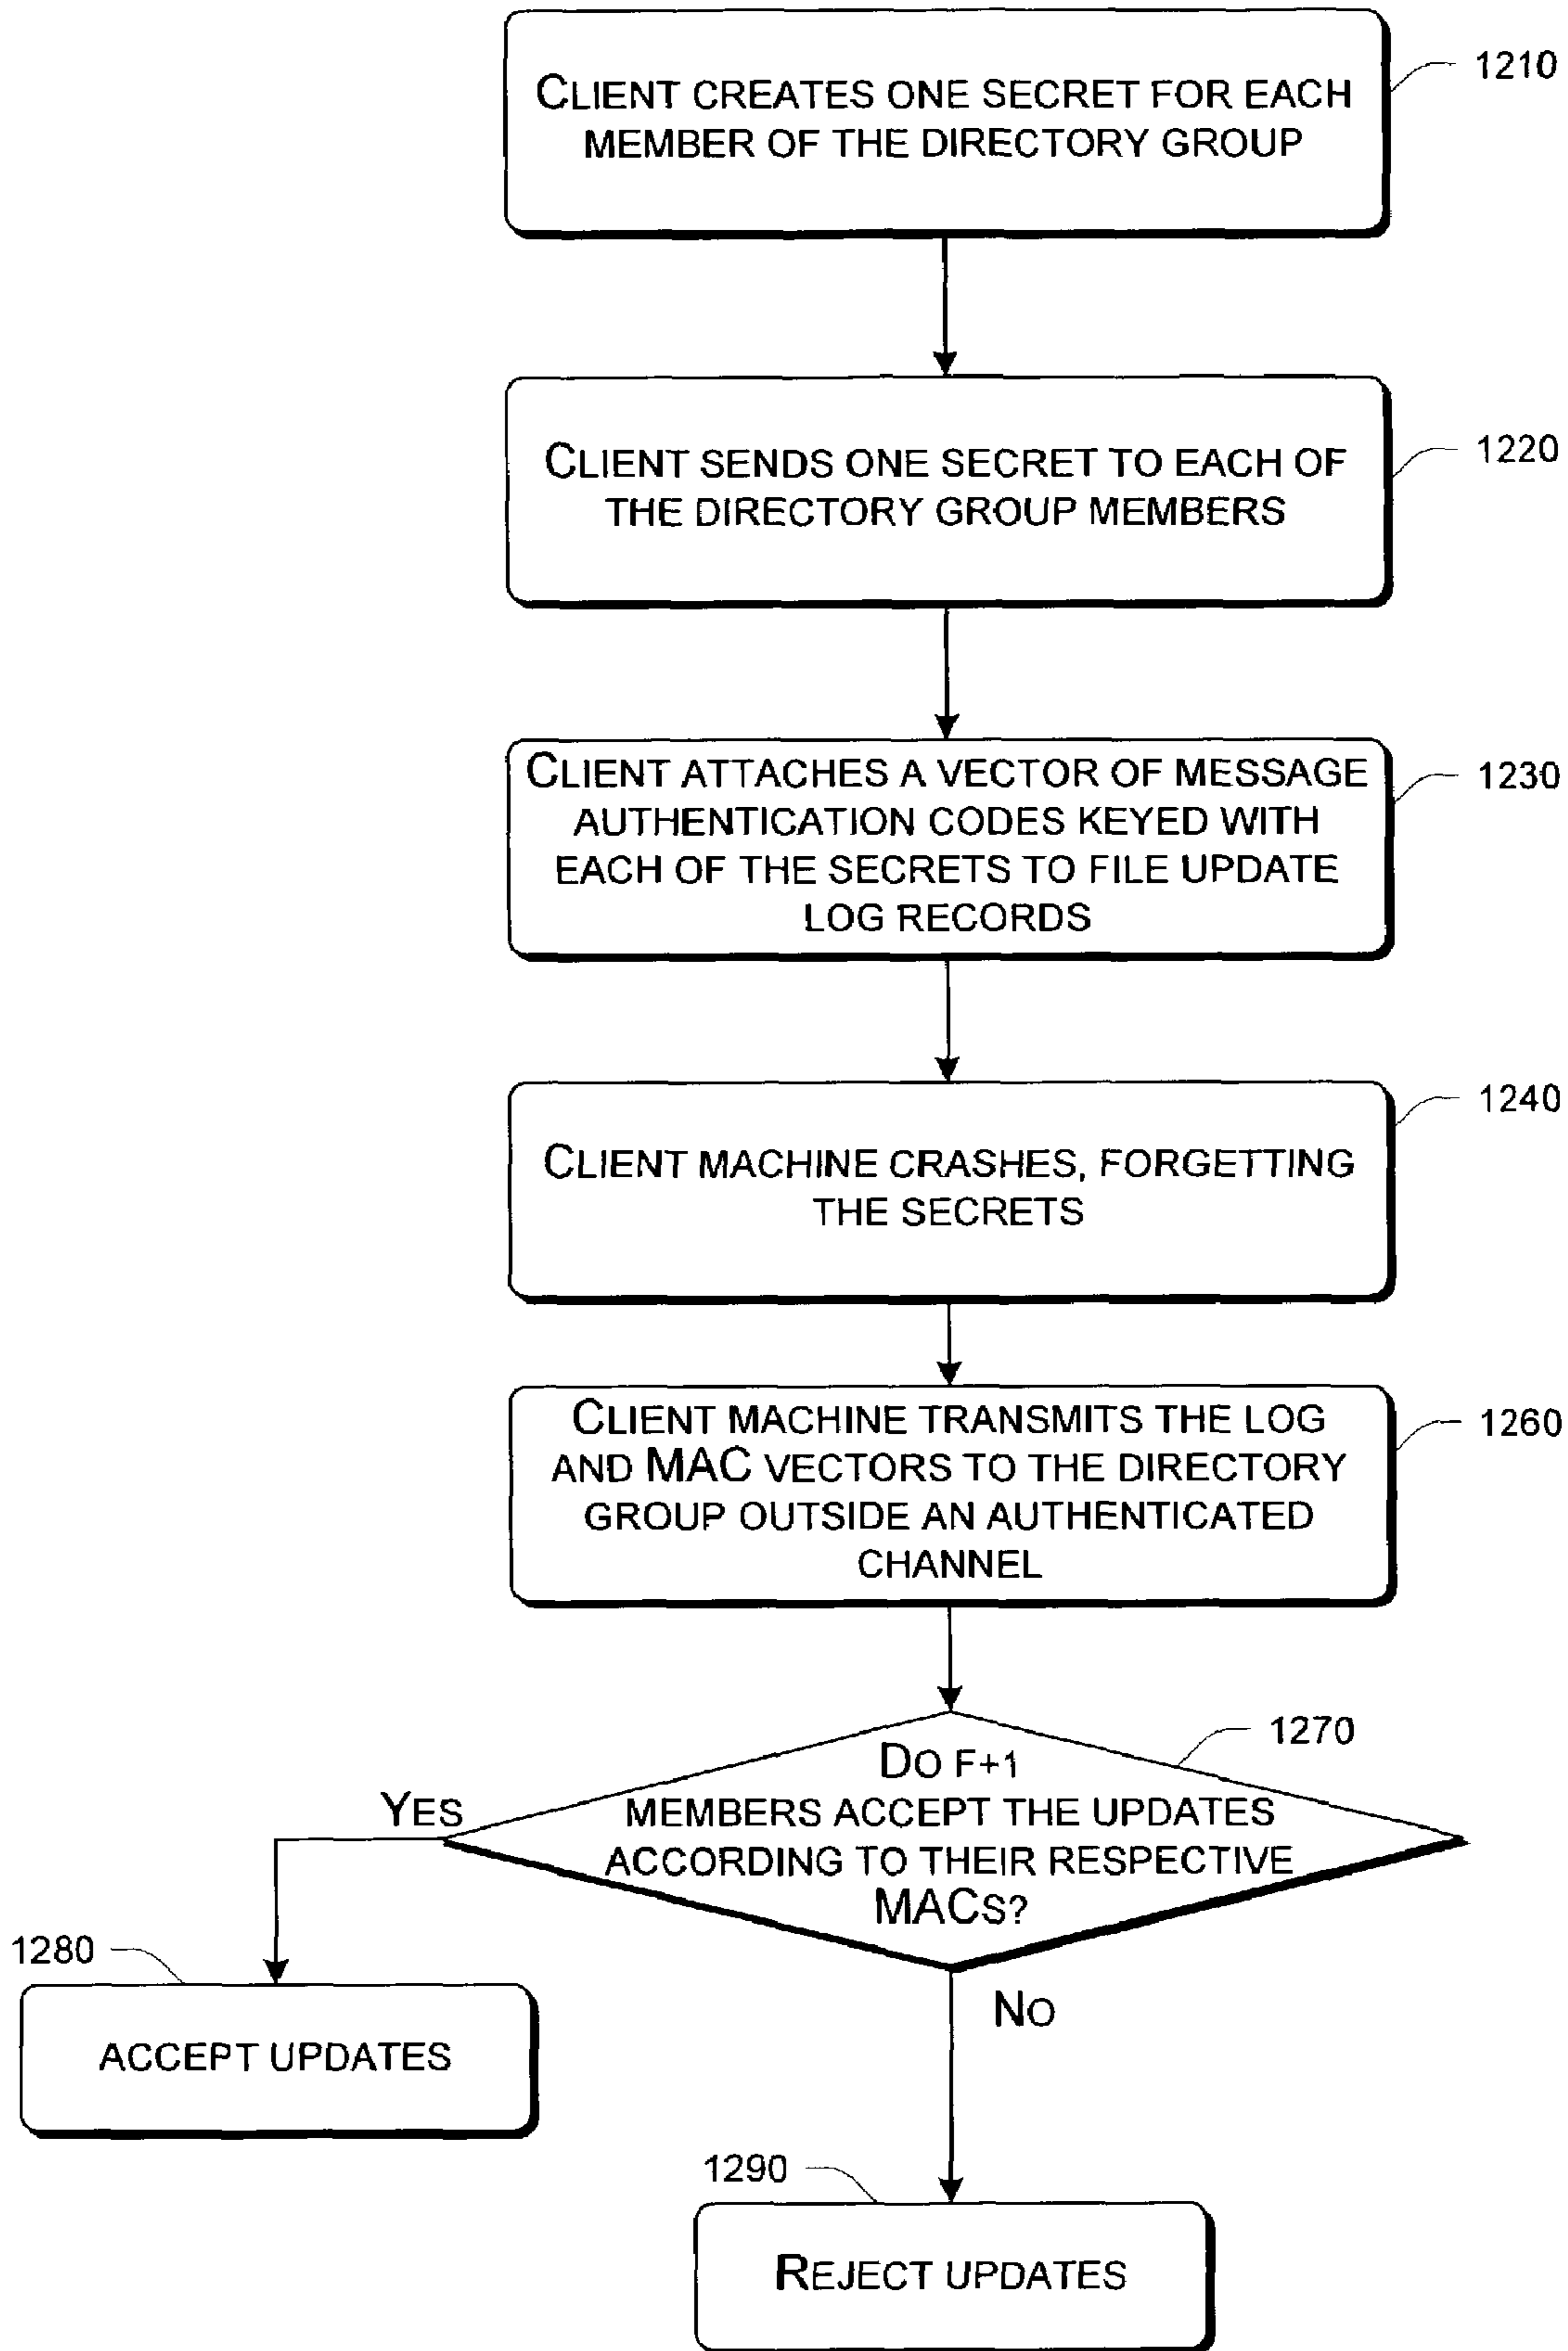 CLIENT CREATES ONE SECRET FOR EACH
MEMBER OF THE DIRECTORY GROUP
1210
CLIENT SENDS ONE SECRET TO EACH OF
THE DIRECTORY GROUP MEMBERS
1220
CLIENT ATTACHES A VECTOR OF MESSAGE
AUTHENTICATION CODES KEYED WITH
EACH OF THE SECRETS TO FILE UPDATE
LOG RECORDS
1230
CLIENT MACHINE CRASHES, FORGETTING
THE SECRETS
1240
CLIENT MACHINE TRANSMITS THE LOG
AND MAC VECTORS TO THE DIRECTORY
GROUP OUTSIDE AN AUTHENTICATED
CHANNEL
1260
DO F+1
MEMBERS ACCEPT THE UPDATES
ACCORDING TO THEIR RESPECTIVE
MACS?
1270
YES
1280
ACCEPT UPDATES
NO
1290
REJECT UPDATES